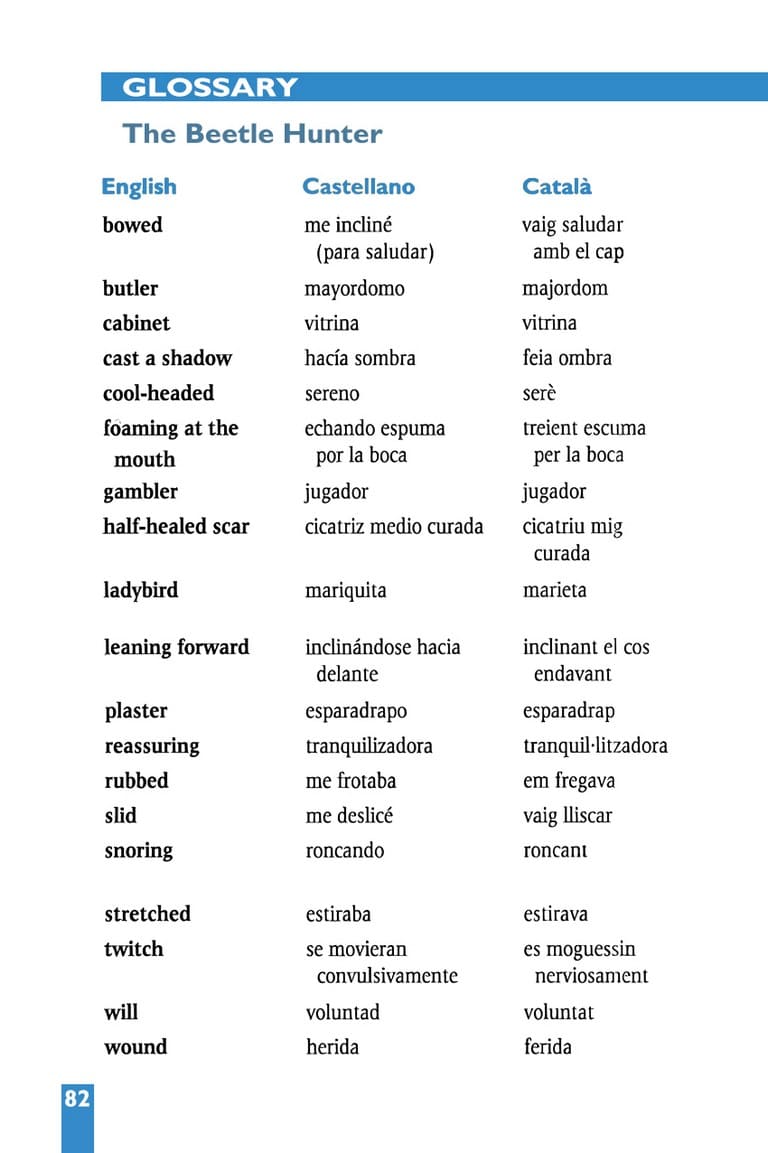 GLOSSARY
The Beetle Hunter
English Castellano Català
bowed me incliné vaig saludar
(para saludar) amb el cap
butler mayordomo majordom
cabinet vitrina vitrina
cast a shadow hacía sombra feia ombra
cool-headed sereno serè
foaming at the echando espuma treient escuma
mouth por la boca per la boca
gambler jugador jugador
half-healed scar cicatriz medio curada cicatriu mig
curada
ladybird mariquita marieta
leaning forward inclinándose hacia inclinant el cos
delante endavant
plaster esparadrapo esparadrap
reassuring tranquilizadora tranquil·litzadora
rubbed me frotaba em fregava
slid me deslicé vaig lliscar
snoring roncando roncant
stretched estiraba estirava
twitch se movieran es moguessin
convulsivamente nerviosament
will voluntad voluntat
wound herida ferida
82